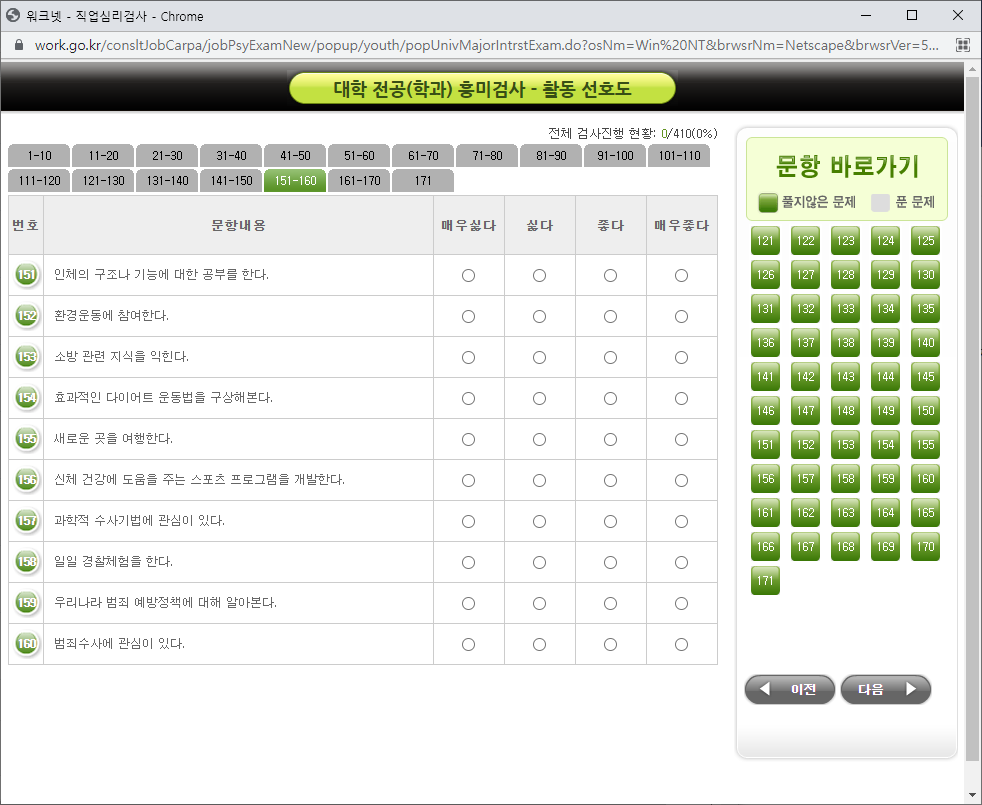 워크넷 - 직업심리검사 - Chrome
work.go.kr/consltJobCarpa/jobPsyExamNew/popup/youth/popUnivMajorIntrstExam.do?osNm=Win%20NT&brwsrNm=Netscape&brwsrVer=5...
대학 전공(학과) 흥미검사 - 활동 선호도
전체 검사진행 현황: 0/410(0%)
1-10 11-20 21-30 31-40 41-50 51-60 61-70 71-80 81-90 91-100 101-110
111-120 121-130 131-140 141-150 151-160 161-170 171
번호 문항내용 매우싫다 싫다 좋다 매우좋다
151 인체의 구조나 기능에 대한 공부를 한다.
152 환경운동에 참여한다.
153 소방 관련 지식을 익힌다.
154 효과적인 다이어트 운동법을 구상해본다.
155 새로운 곳을 여행한다.
156 신체 건강에 도움을 주는 스포츠 프로그램을 개발한다.
157 과학적 수사기법에 관심이 있다.
158 일일 경찰체험을 한다.
159 우리나라 범죄 예방정책에 대해 알아본다.
160 범죄수사에 관심이 있다.
문항 바로가기
풀지않은 문제 푼 문제
121 122 123 124 125
126 127 128 129 130
131 132 133 134 135
136 137 138 139 140
141 142 143 144 145
146 147 148 149 150
151 152 153 154 155
156 157 158 159 160
161 162 163 164 165
166 167 168 169 170
171
이전 다음